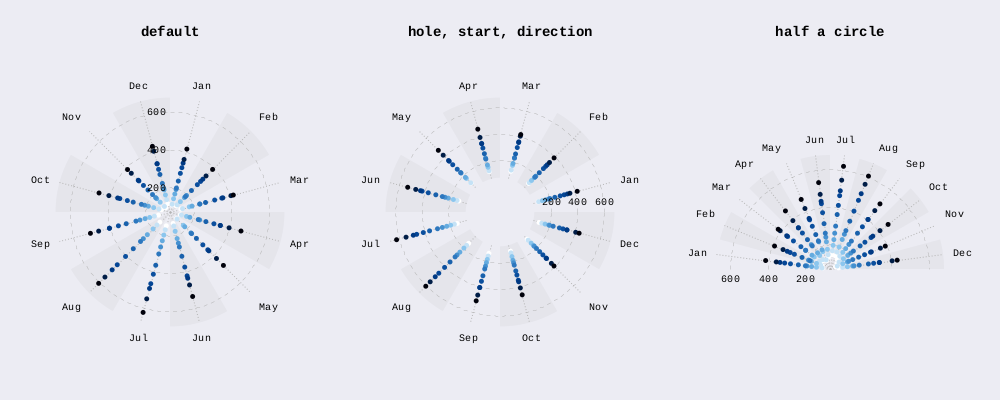 default
Dec Jan
Nov Feb
Oct Mar
Sep Apr
Aug May
Jul Jun
600
400
200
hole, start, direction
Apr Mar
May Feb
Jun Jan
Jul Dec
Aug Nov
Sep Oct
200 400 600
half a circle
Jun Jul
May Aug
Apr Sep
Mar Oct
Feb Nov
Jan Dec
600 400 200